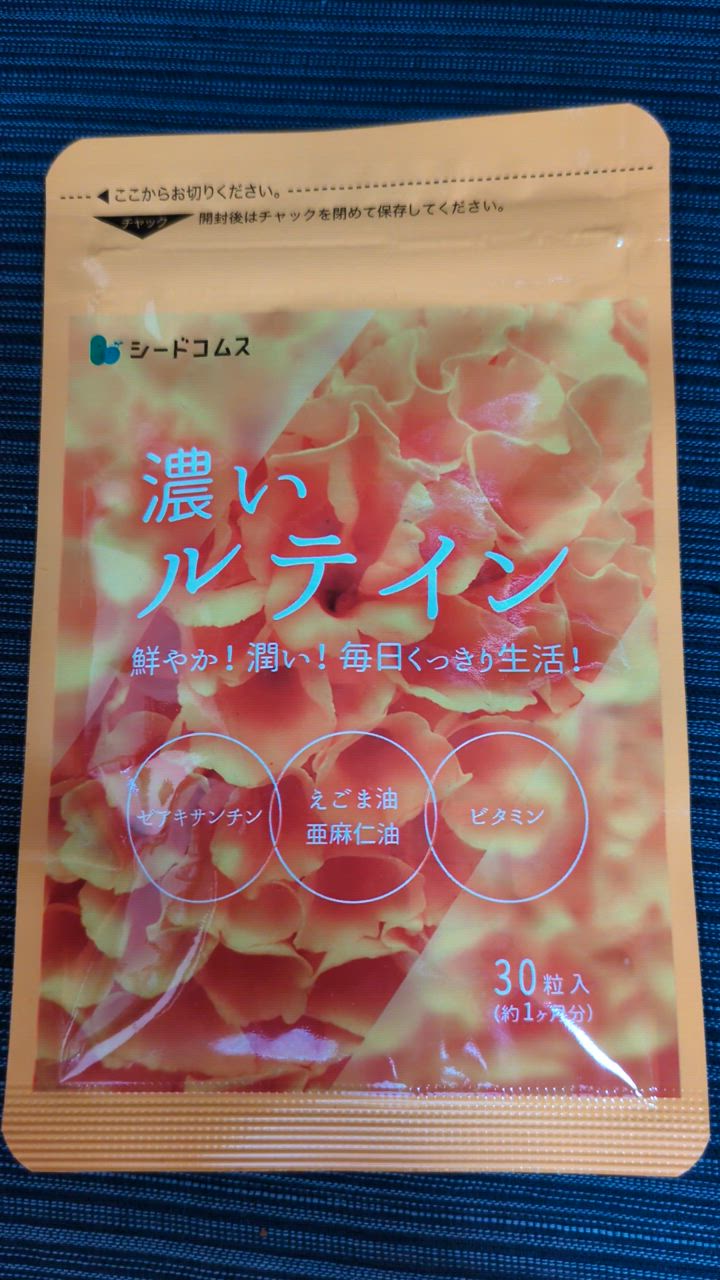 ここからお切りください。
チャック
開封後はチャックを閉めて保存してください。
シードコムス
濃い
ルテイン
鮮やか！潤い！毎日くっきり生活！
ゼアキサンチン
えごま油
亜麻仁油
ビタミン
30粒入
(約1ヶ月分)